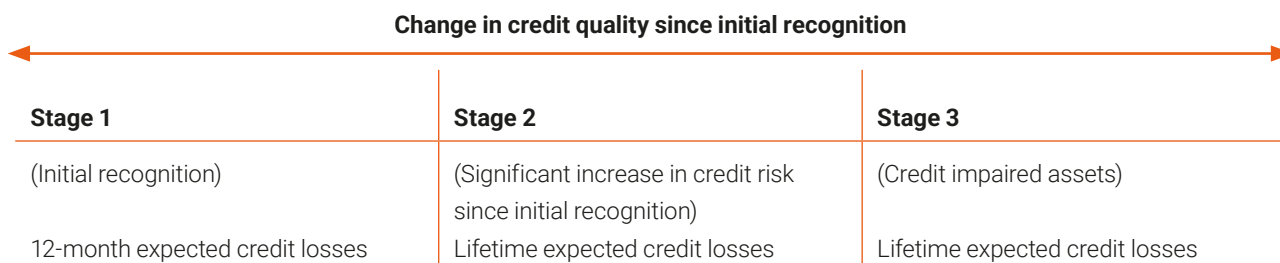 Change in credit quality since initial recognition
Stage 1
Stage 2
Stage 3
(Initial recognition)
(Significant increase in credit risk
since initial recognition)
(Credit impaired assets)
12-month expected credit losses
Lifetime expected credit losses
Lifetime expected credit losses